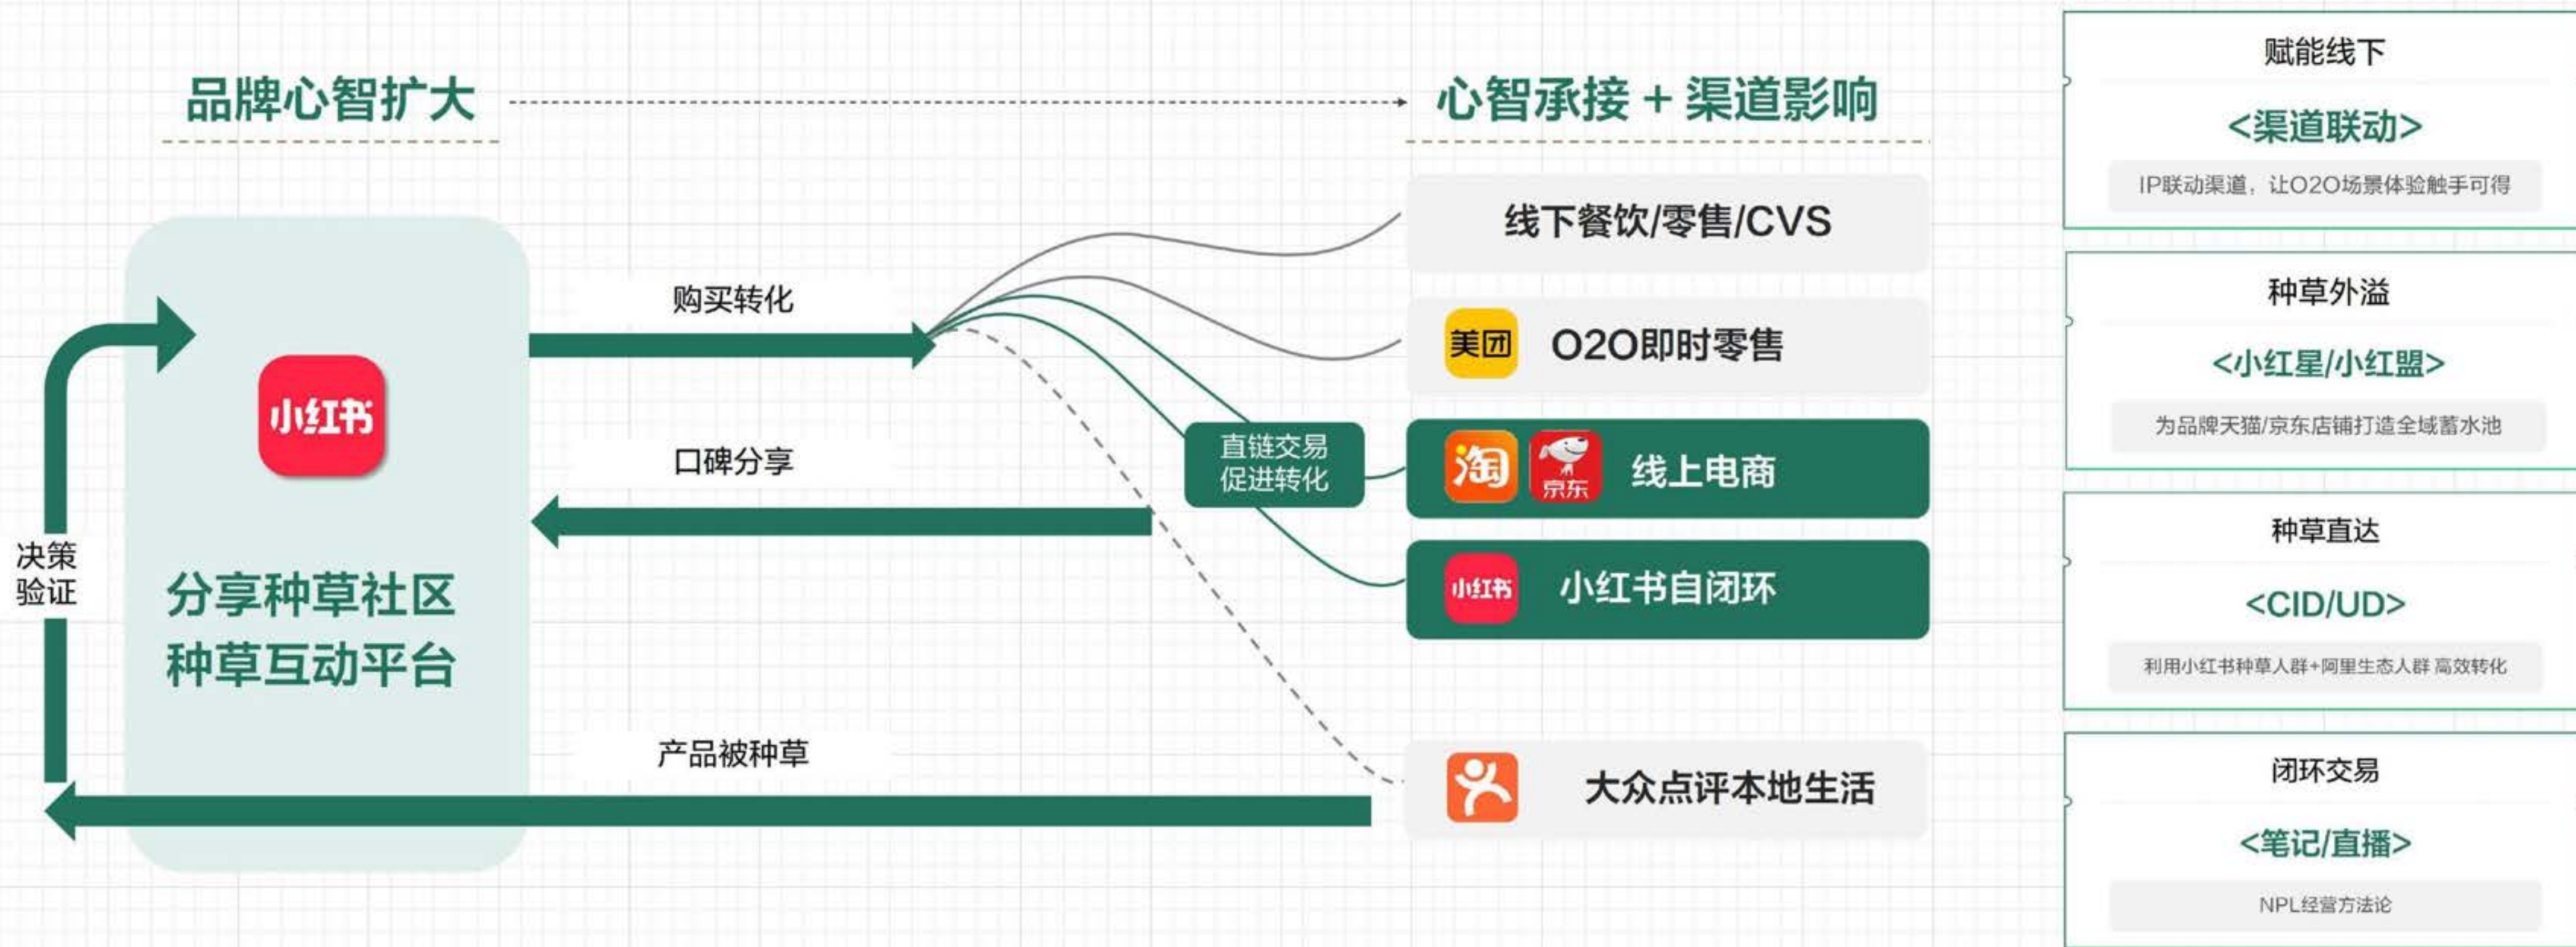 品牌心智扩大
心智承接 + 渠道影响
决策
验证
小红书
分享种草社区
种草互动平台
购买转化
口碑分享
产品被种草
直链交易
促进转化
线下餐饮/零售/CVS
美团
O2O即时零售
淘
京东
线上电商
小红书
小红书自闭环
大众点评本地生活
赋能线下
<渠道联动>
IP联动渠道，让O2O场景体验触手可得
种草外溢
<小红星/小红盟>
为品牌天猫/京东店铺打造全域蓄水池
种草直达
<CID/UD>
利用小红书种草人群+阿里生态人群 高效转化
闭环交易
<笔记/直播>
NPL经营方法论